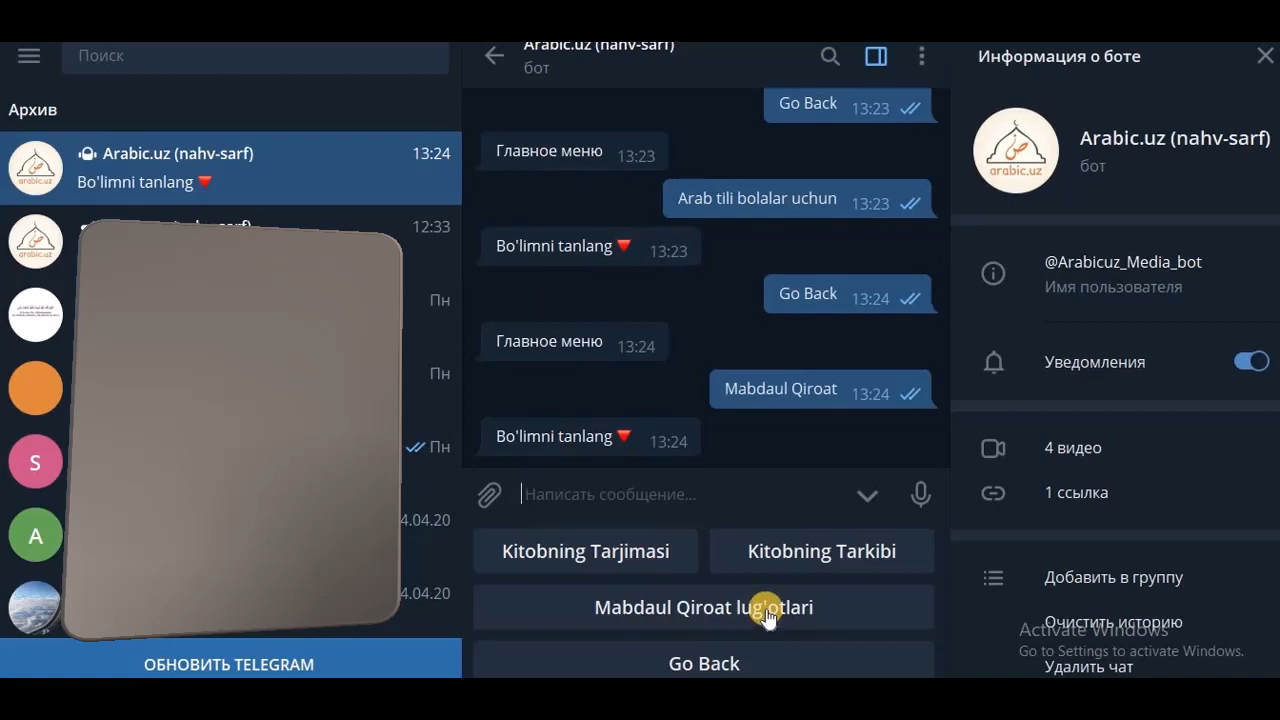 Поиск
Архив
Arabic.uz (nahv-sarf)
13:24
Bo'limni tanlang
12:33
Пн
Пн
S
Пн
A
4.04.20
4.04.20
ОБНОВИТЬ TELEGRAM
Arabic.uz (nahv-sarf)
бот
Go Back 13:23
Главное меню 13:23
Arab tili bolalar uchun 13:23
Bo'limni tanlang 13:23
Go Back 13:24
Главное меню 13:24
Mabdaul Qiroat 13:24
Bo'limni tanlang 13:24
Написать сообщение...
Kitobning Tarjimasi
Kitobning Tarkibi
Mabdaul Qiroat lug'otlari
Go Back
Информация о боте
ص
arabic.uz
Arabic.uz (nahv-sarf)
бот
@Arabicuz_Media_bot
Имя пользователя
Уведомления
4 видео
1 ссылка
Добавить в группу
Очистить историю
Удалить чат
Activate Windows
Go to Settings to activate Windows.